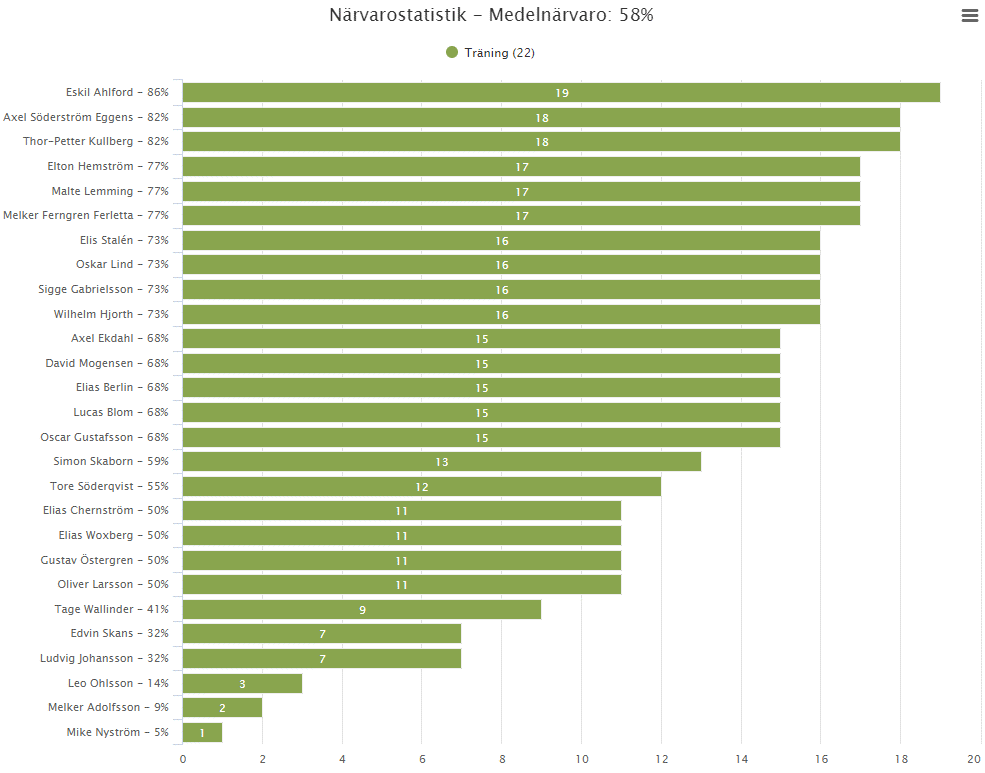 Närvarostatistik - Medelnärvaro: 58%
Träning (22)
Eskil Ahlford - 86% 19
Axel Söderström Eggens - 82% 18
Thor-Petter Kullberg - 82% 18
Elton Hemström - 77% 17
Malte Lemming - 77% 17
Melker Ferngren Ferletta - 77% 17
Elis Stalén - 73% 16
Oskar Lind - 73% 16
Sigge Gabrielsson - 73% 16
Wilhelm Hjorth - 73% 16
Axel Ekdahl - 68% 15
David Mogensen - 68% 15
Elias Berlin - 68% 15
Lucas Blom - 68% 15
Oscar Gustafsson - 68% 15
Simon Skaborn - 59% 13
Tore Söderqvist - 55% 12
Elias Chernström - 50% 11
Elias Woxberg - 50% 11
Gustav Östergren - 50% 11
Oliver Larsson - 50% 11
Tage Wallinder - 41% 9
Edvin Skans - 32% 7
Ludvig Johansson - 32% 7
Leo Ohlsson - 14% 3
Melker Adolfsson - 9% 2
Mike Nyström - 5% 1
0 2 4 6 8 10 12 14 16 18 20